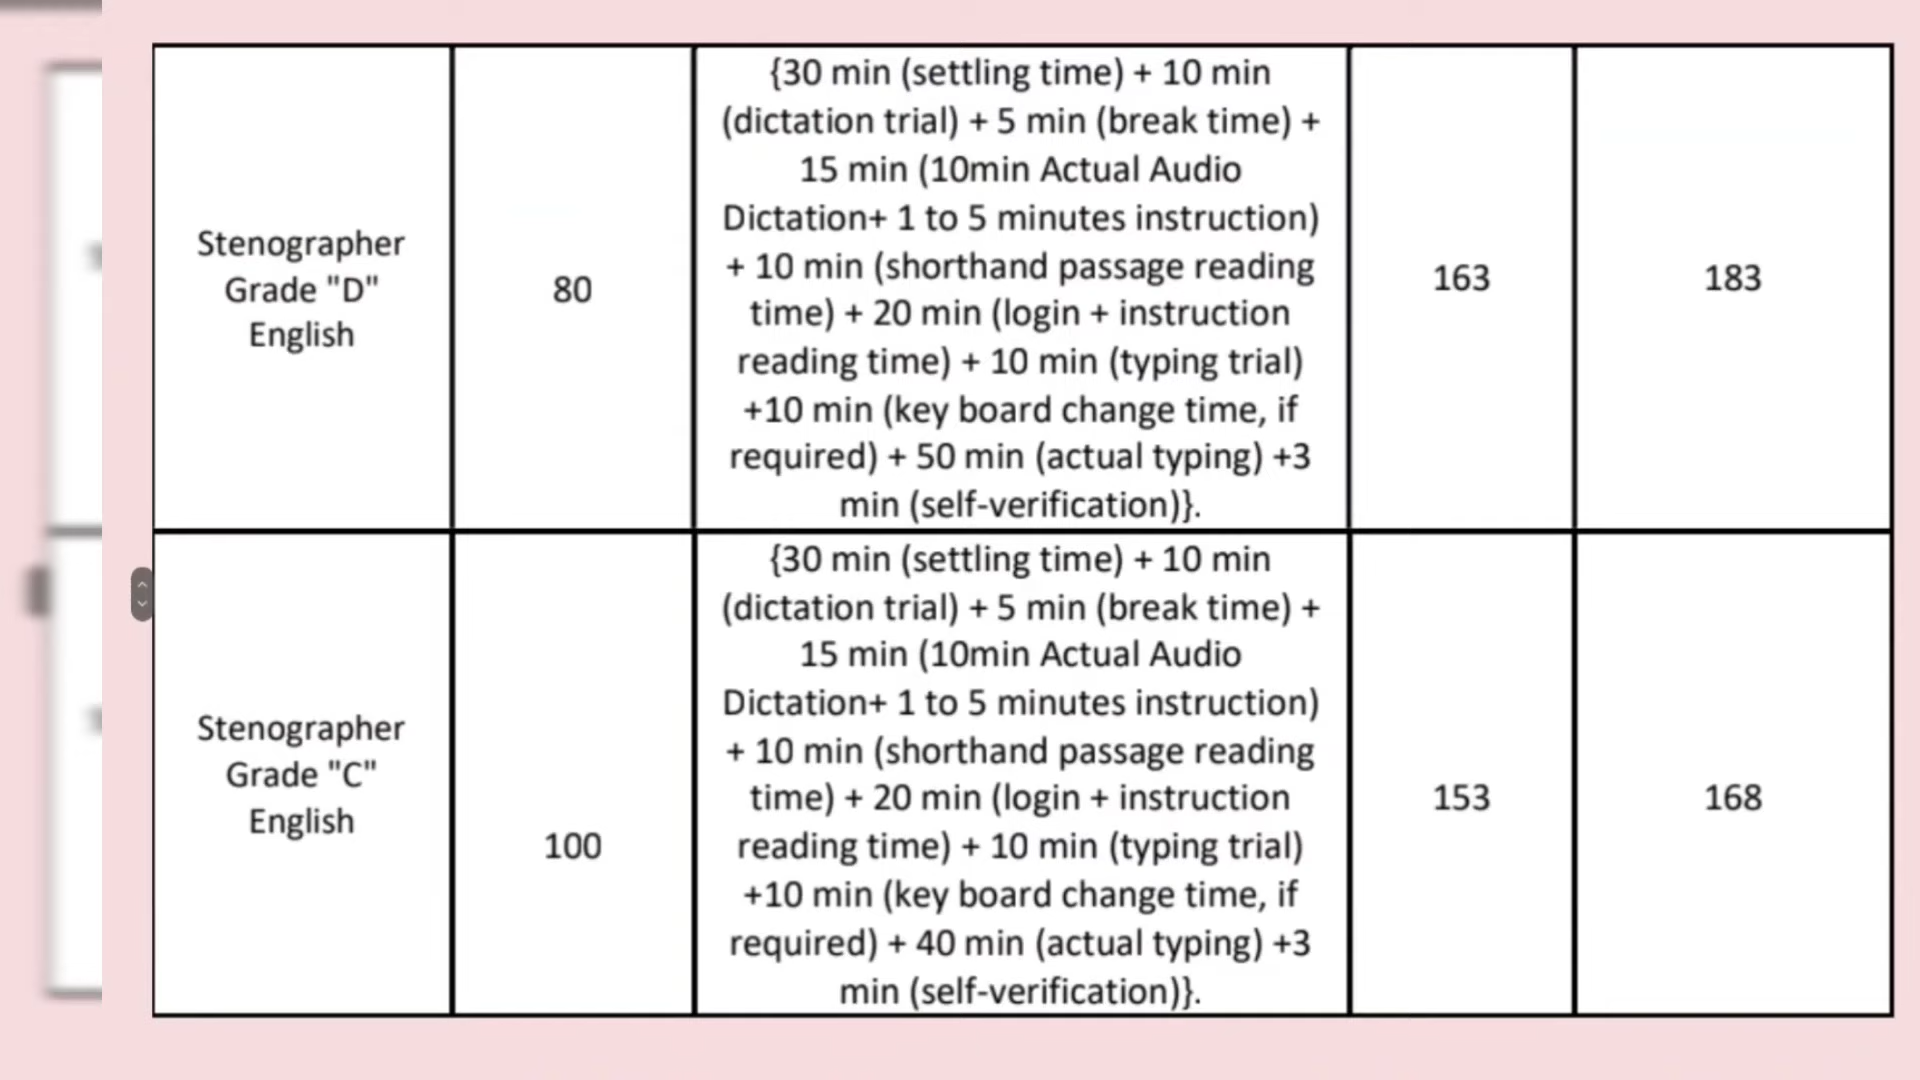 Stenographer
Grade "D"
English
80
{30 min (settling time) + 10 min
(dictation trial) + 5 min (break time) +
15 min (10min Actual Audio
Dictation+ 1 to 5 minutes instruction)
+ 10 min (shorthand passage reading
time) + 20 min (login + instruction
reading time) + 10 min (typing trial)
+10 min (key board change time, if
required) + 50 min (actual typing) +3
min (self-verification)}.
163
183
Stenographer
Grade "C"
English
100
{30 min (settling time) + 10 min
(dictation trial) + 5 min (break time) +
15 min (10min Actual Audio
Dictation+ 1 to 5 minutes instruction)
+ 10 min (shorthand passage reading
time) + 20 min (login + instruction
reading time) + 10 min (typing trial)
+10 min (key board change time, if
required) + 40 min (actual typing) +3
min (self-verification)}.
153
168